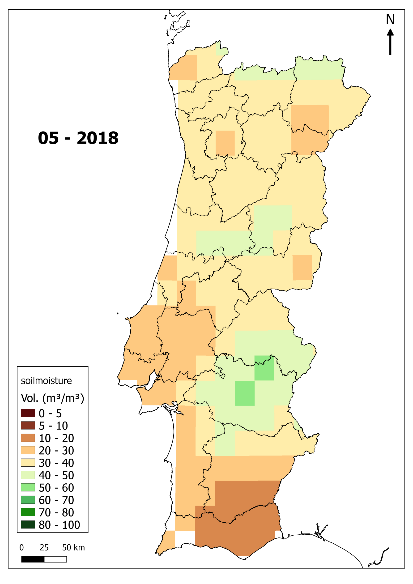 N
05 - 2018
soilmoisture
Vol. (m³/m³)
0 - 5
5 - 10
10 - 20
20 - 30
30 - 40
40 - 50
50 - 60
60 - 70
70 - 80
80 - 100
0 25 50 km